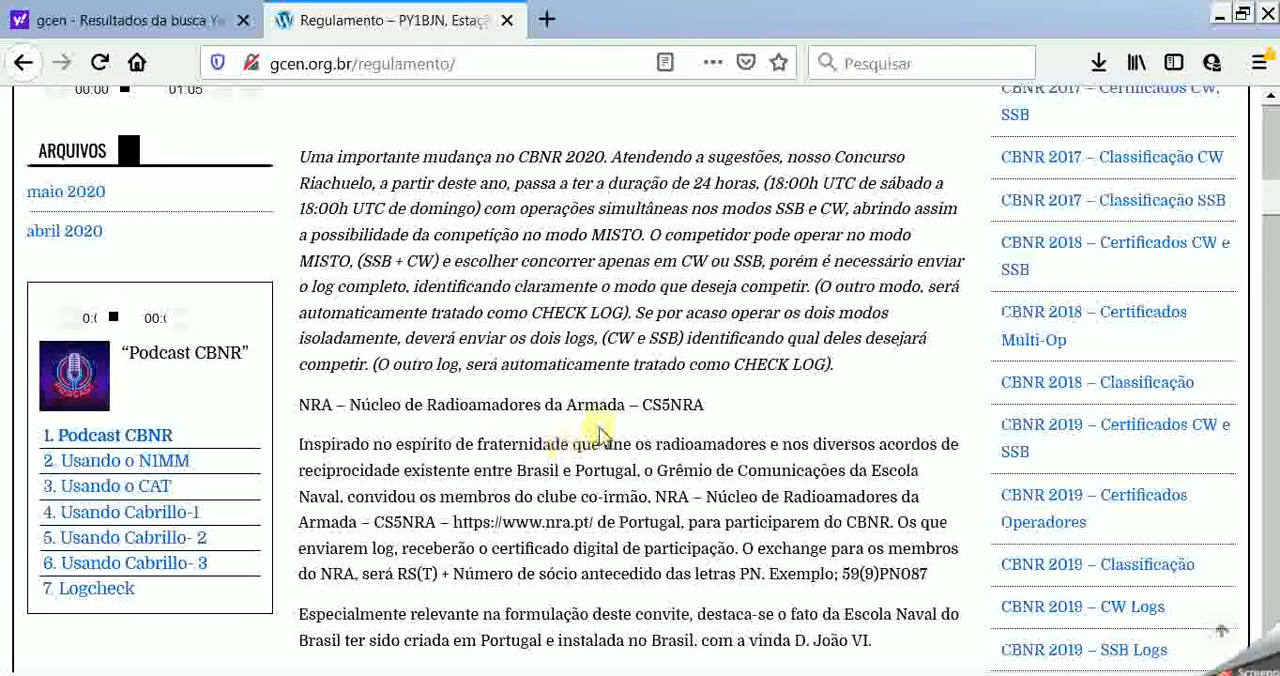 gcen - Resultados da busca Y
Regulamento – PY1BJN, Estaç
gcen.org.br/regulamento/
Pesquisar
00:00
01:05
ARQUIVOS
maio 2020
abril 2020
0:(
00:
“Podcast CBNR”
1. Podcast CBNR
2. Usando o N1MM
3. Usando o CAT
4. Usando Cabrillo-1
5. Usando Cabrillo- 2
6. Usando Cabrillo- 3
7. Logcheck
Uma importante mudança no CBNR 2020. Atendendo a sugestões, nosso Concurso
Riachuelo, a partir deste ano, passa a ter a duração de 24 horas, (18:00h UTC de sábado a
18:00h UTC de domingo) com operações simultâneas nos modos SSB e CW, abrindo assim
a possibilidade da competição no modo MISTO. O competidor pode operar no modo
MISTO, (SSB + CW) e escolher concorrer apenas em CW ou SSB, porém é necessário enviar
o log completo, identificando claramente o modo que deseja competir. (O outro modo, será
automaticamente tratado como CHECK LOG). Se por acaso operar os dois modos
isoladamente, deverá enviar os dois logs, (CW e SSB) identificando qual deles desejará
competir. (O outro log, será automaticamente tratado como CHECK LOG).
NRA – Núcleo de Radioamadores da Armada – CS5NRA
Inspirado no espírito de fraternidade que une os radioamadores e nos diversos acordos de
reciprocidade existente entre Brasil e Portugal, o Grêmio de Comunicações da Escola
Naval, convidou os membros do clube co-irmão, NRA – Núcleo de Radioamadores da
Armada – CS5NRA – https://www.nra.pt/ de Portugal, para participarem do CBNR. Os que
enviarem log, receberão o certificado digital de participação. O exchange para os membros
do NRA, será RS(T) + Número de sócio antecedido das letras PN. Exemplo; 59(9)PN087
Especialmente relevante na formulação deste convite, destaca-se o fato da Escola Naval do
Brasil ter sido criada em Portugal e instalada no Brasil, com a vinda D. João VI.
CBNR 2017 – Certificados CW,
SSB
CBNR 2017 – Classificação CW
CBNR 2017 – Classificação SSB
CBNR 2018 – Certificados CW e
SSB
CBNR 2018 – Certificados
Multi-Op
CBNR 2018 – Classificação
CBNR 2019 – Certificados CW e
SSB
CBNR 2019 – Certificados
Operadores
CBNR 2019 – Classificação
CBNR 2019 – CW Logs
CBNR 2019 – SSB Logs